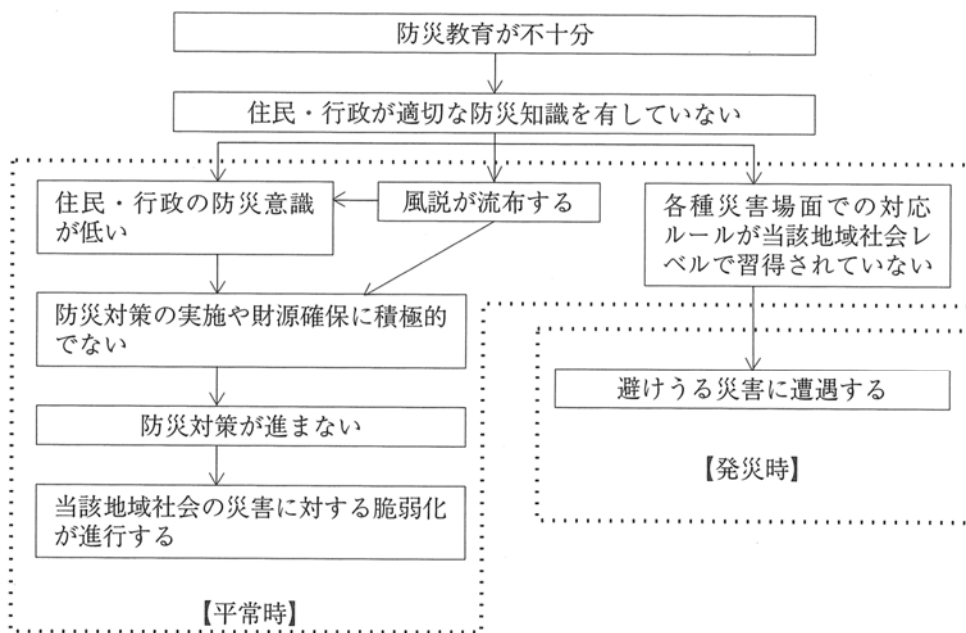 防災教育が不十分
住民・行政が適切な防災知識を有していない
住民・行政の防災意識
が低い
風説が流布する
各種災害場面での対応
ルールが当該地域社会レ
ベルで習得されていない
防災対策の実施や財源確保に積極的
でない
避けうる災害に遭遇する
防災対策が進まない
【発災時】
当該地域社会の災害に対する脆弱化
が進行する
【平常時】